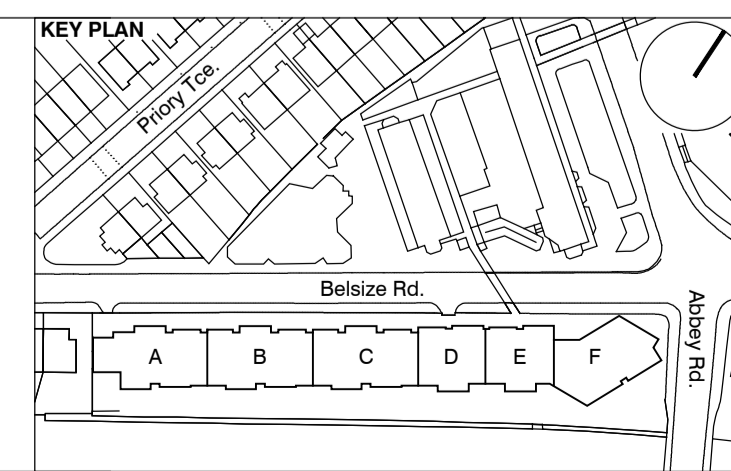 KEY PLAN
Priory Tce.
Belsize Rd.
Abbey Rd.
A
B
C
D
E
F